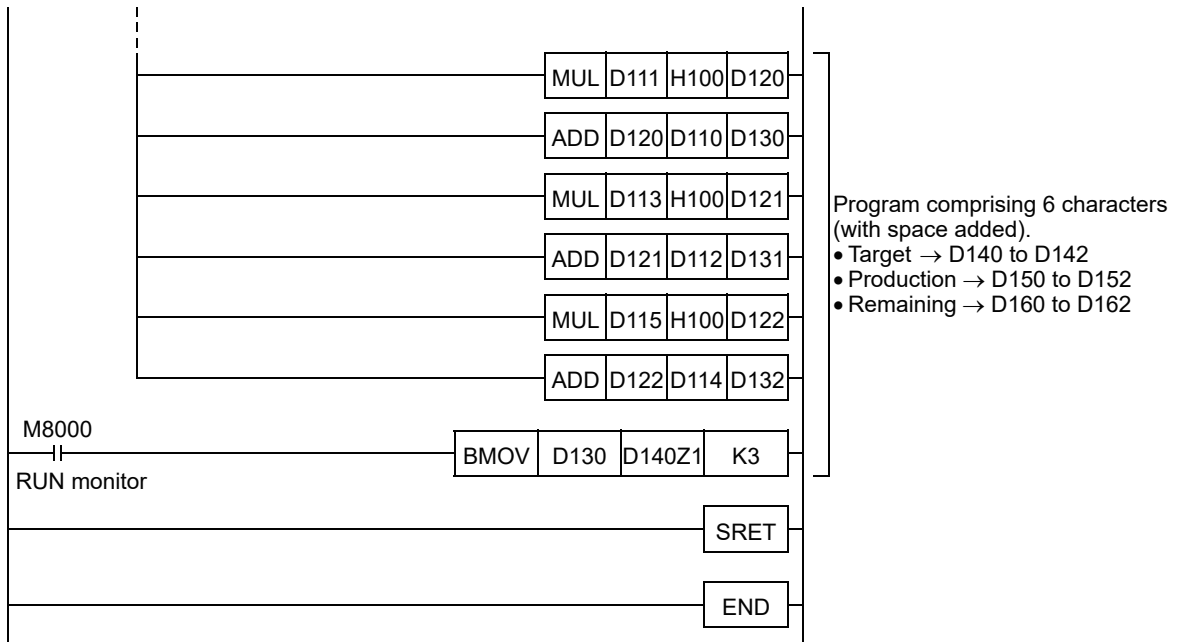 MUL D111 H100 D120
ADD D120 D110 D130
MUL D113 H100 D121
ADD D121 D112 D131
MUL D115 H100 D122
ADD D122 D114 D132
Program comprising 6 characters
(with space added).
• Target → D140 to D142
• Production → D150 to D152
• Remaining → D160 to D162
M8000
RUN monitor
BMOV D130 D140Z1 K3
SRET
END